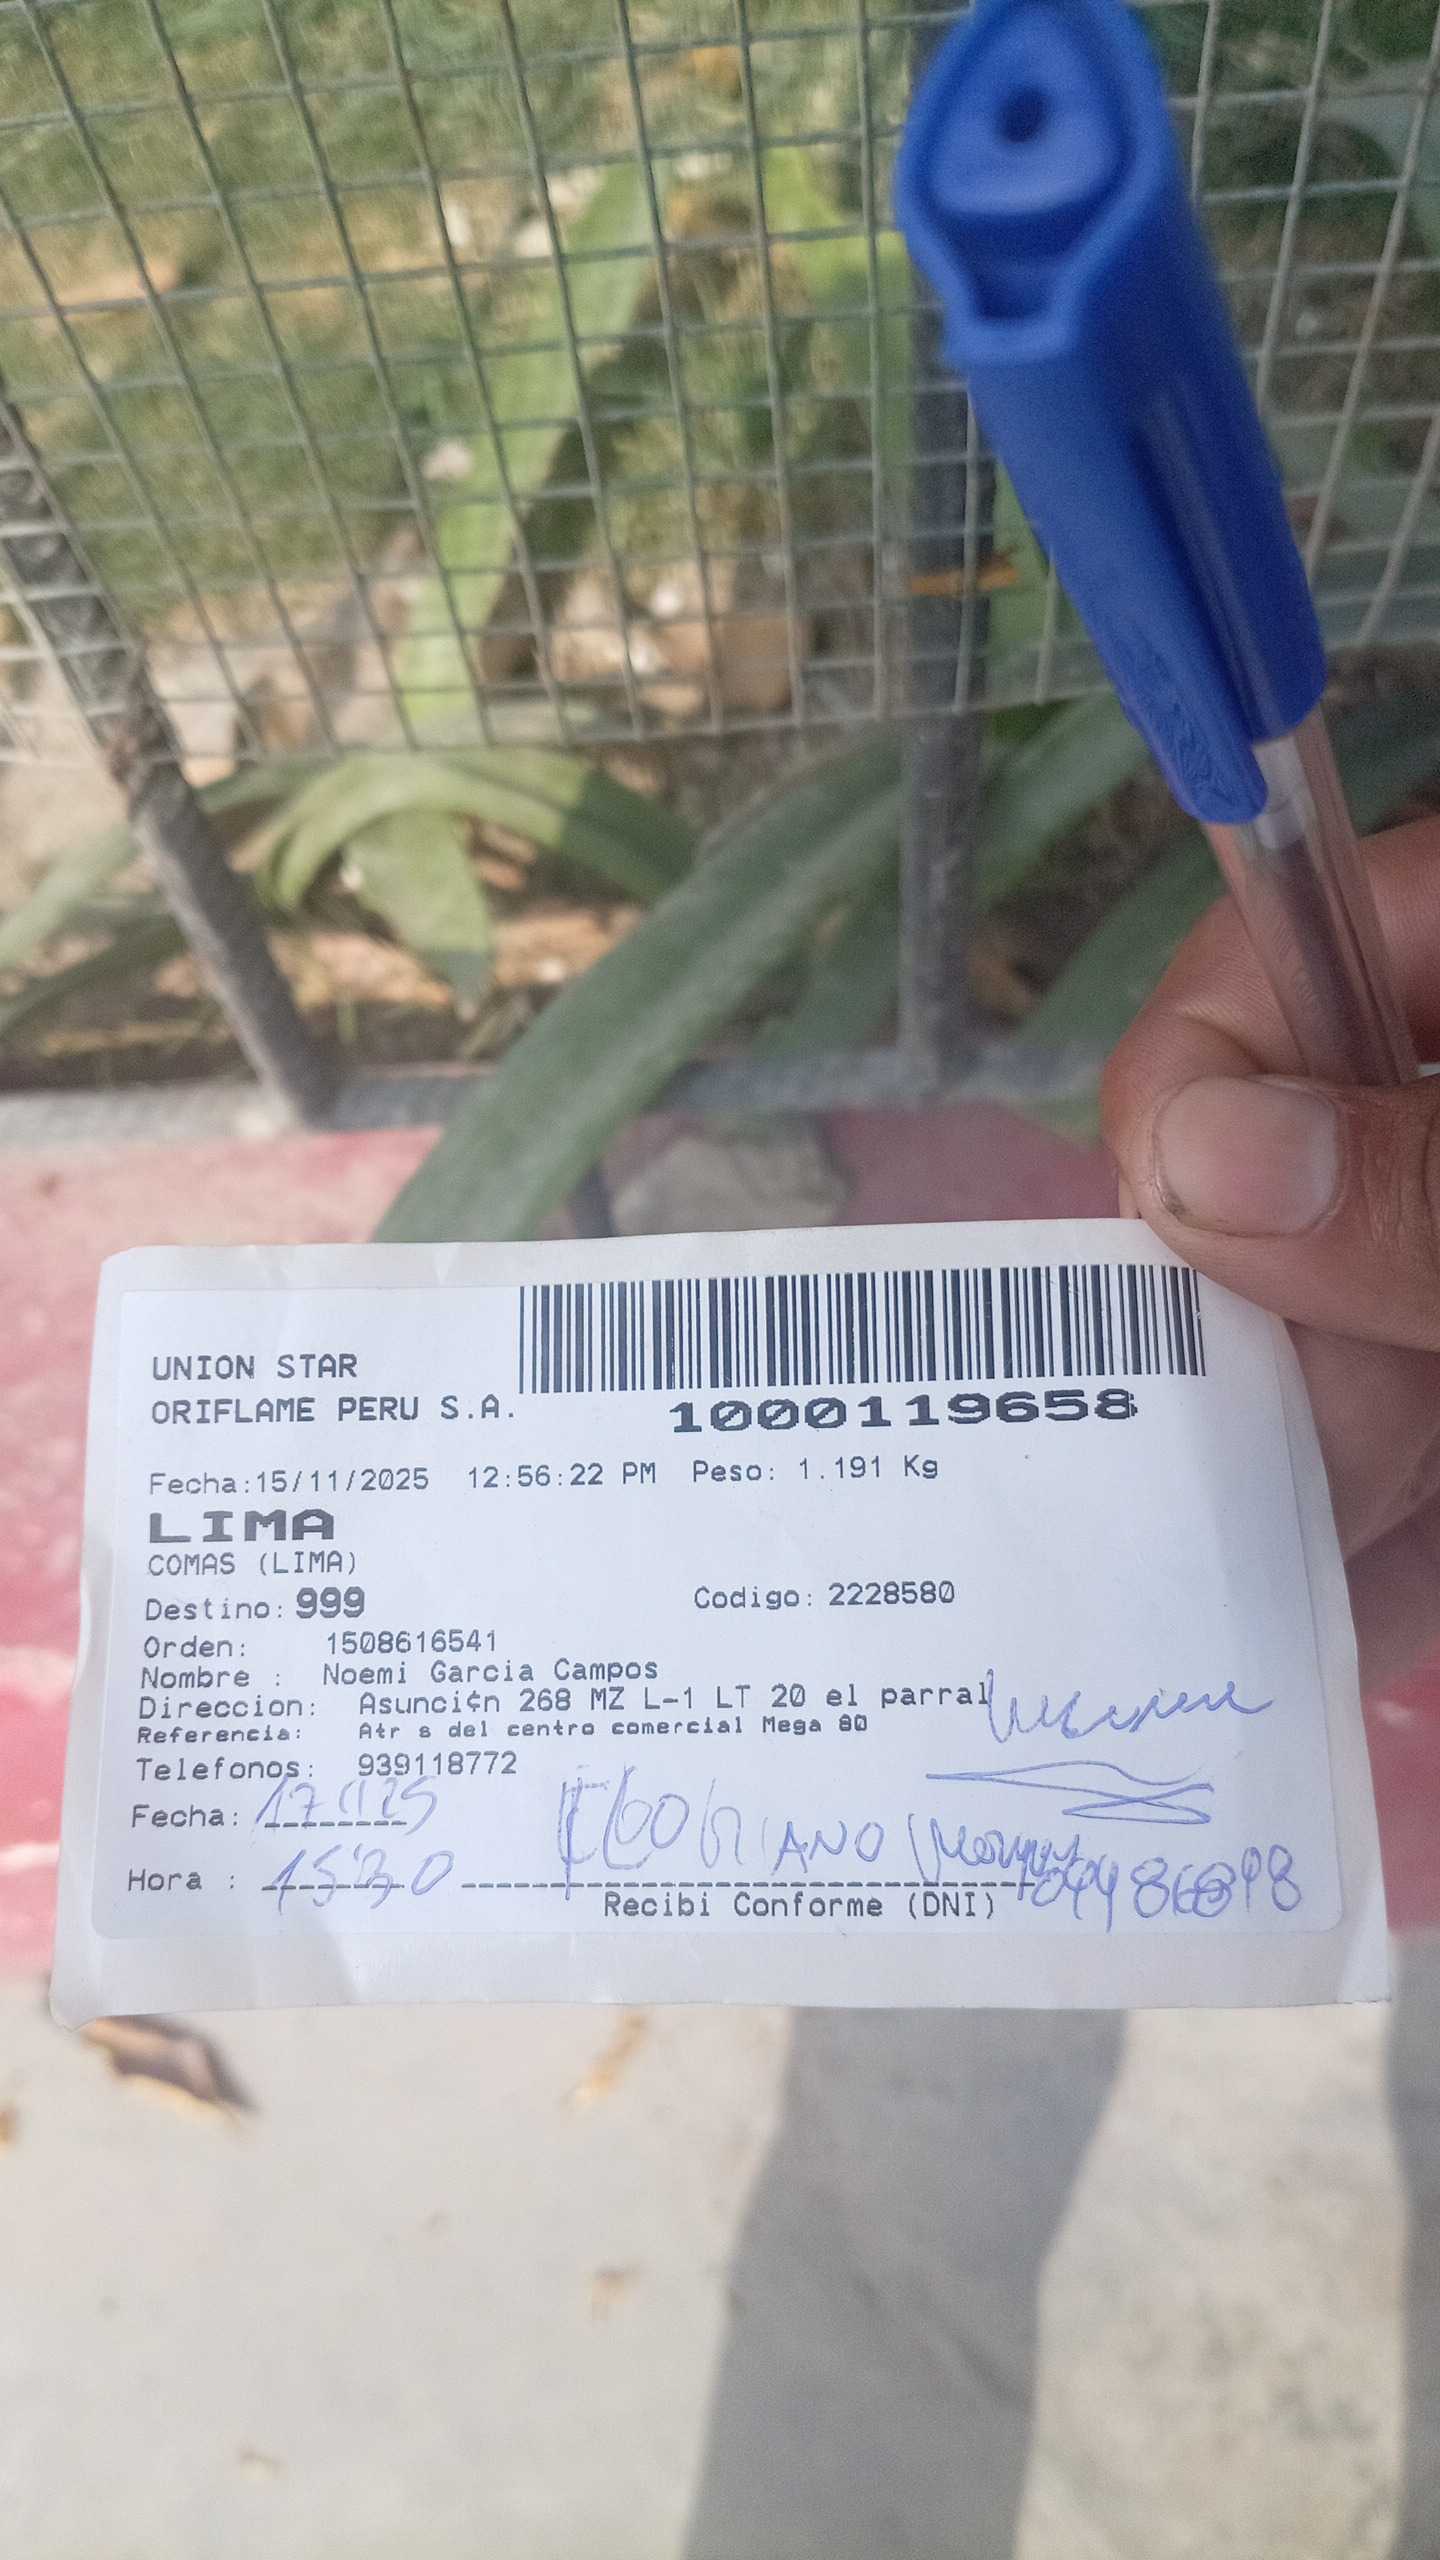 UNION STAR
ORIFLAME PERU S.A.
1000119658
Fecha:15/11/2025 12:56:22 PM Peso: 1.191 Kg
LIMA
COMAS (LIMA)
Destino: 999 Codigo: 2228580
Orden: 1508616541
Nombre : Noemi Garcia Campos
Direccion: Asunci¢n 268 MZ L-1 LT 20 el parral
Referencia: Atr s del centro comercial Mega 80
Telefonos: 939118772
Fecha: 17/11/25
Hora : 15:30
Recibi Conforme (DNI)